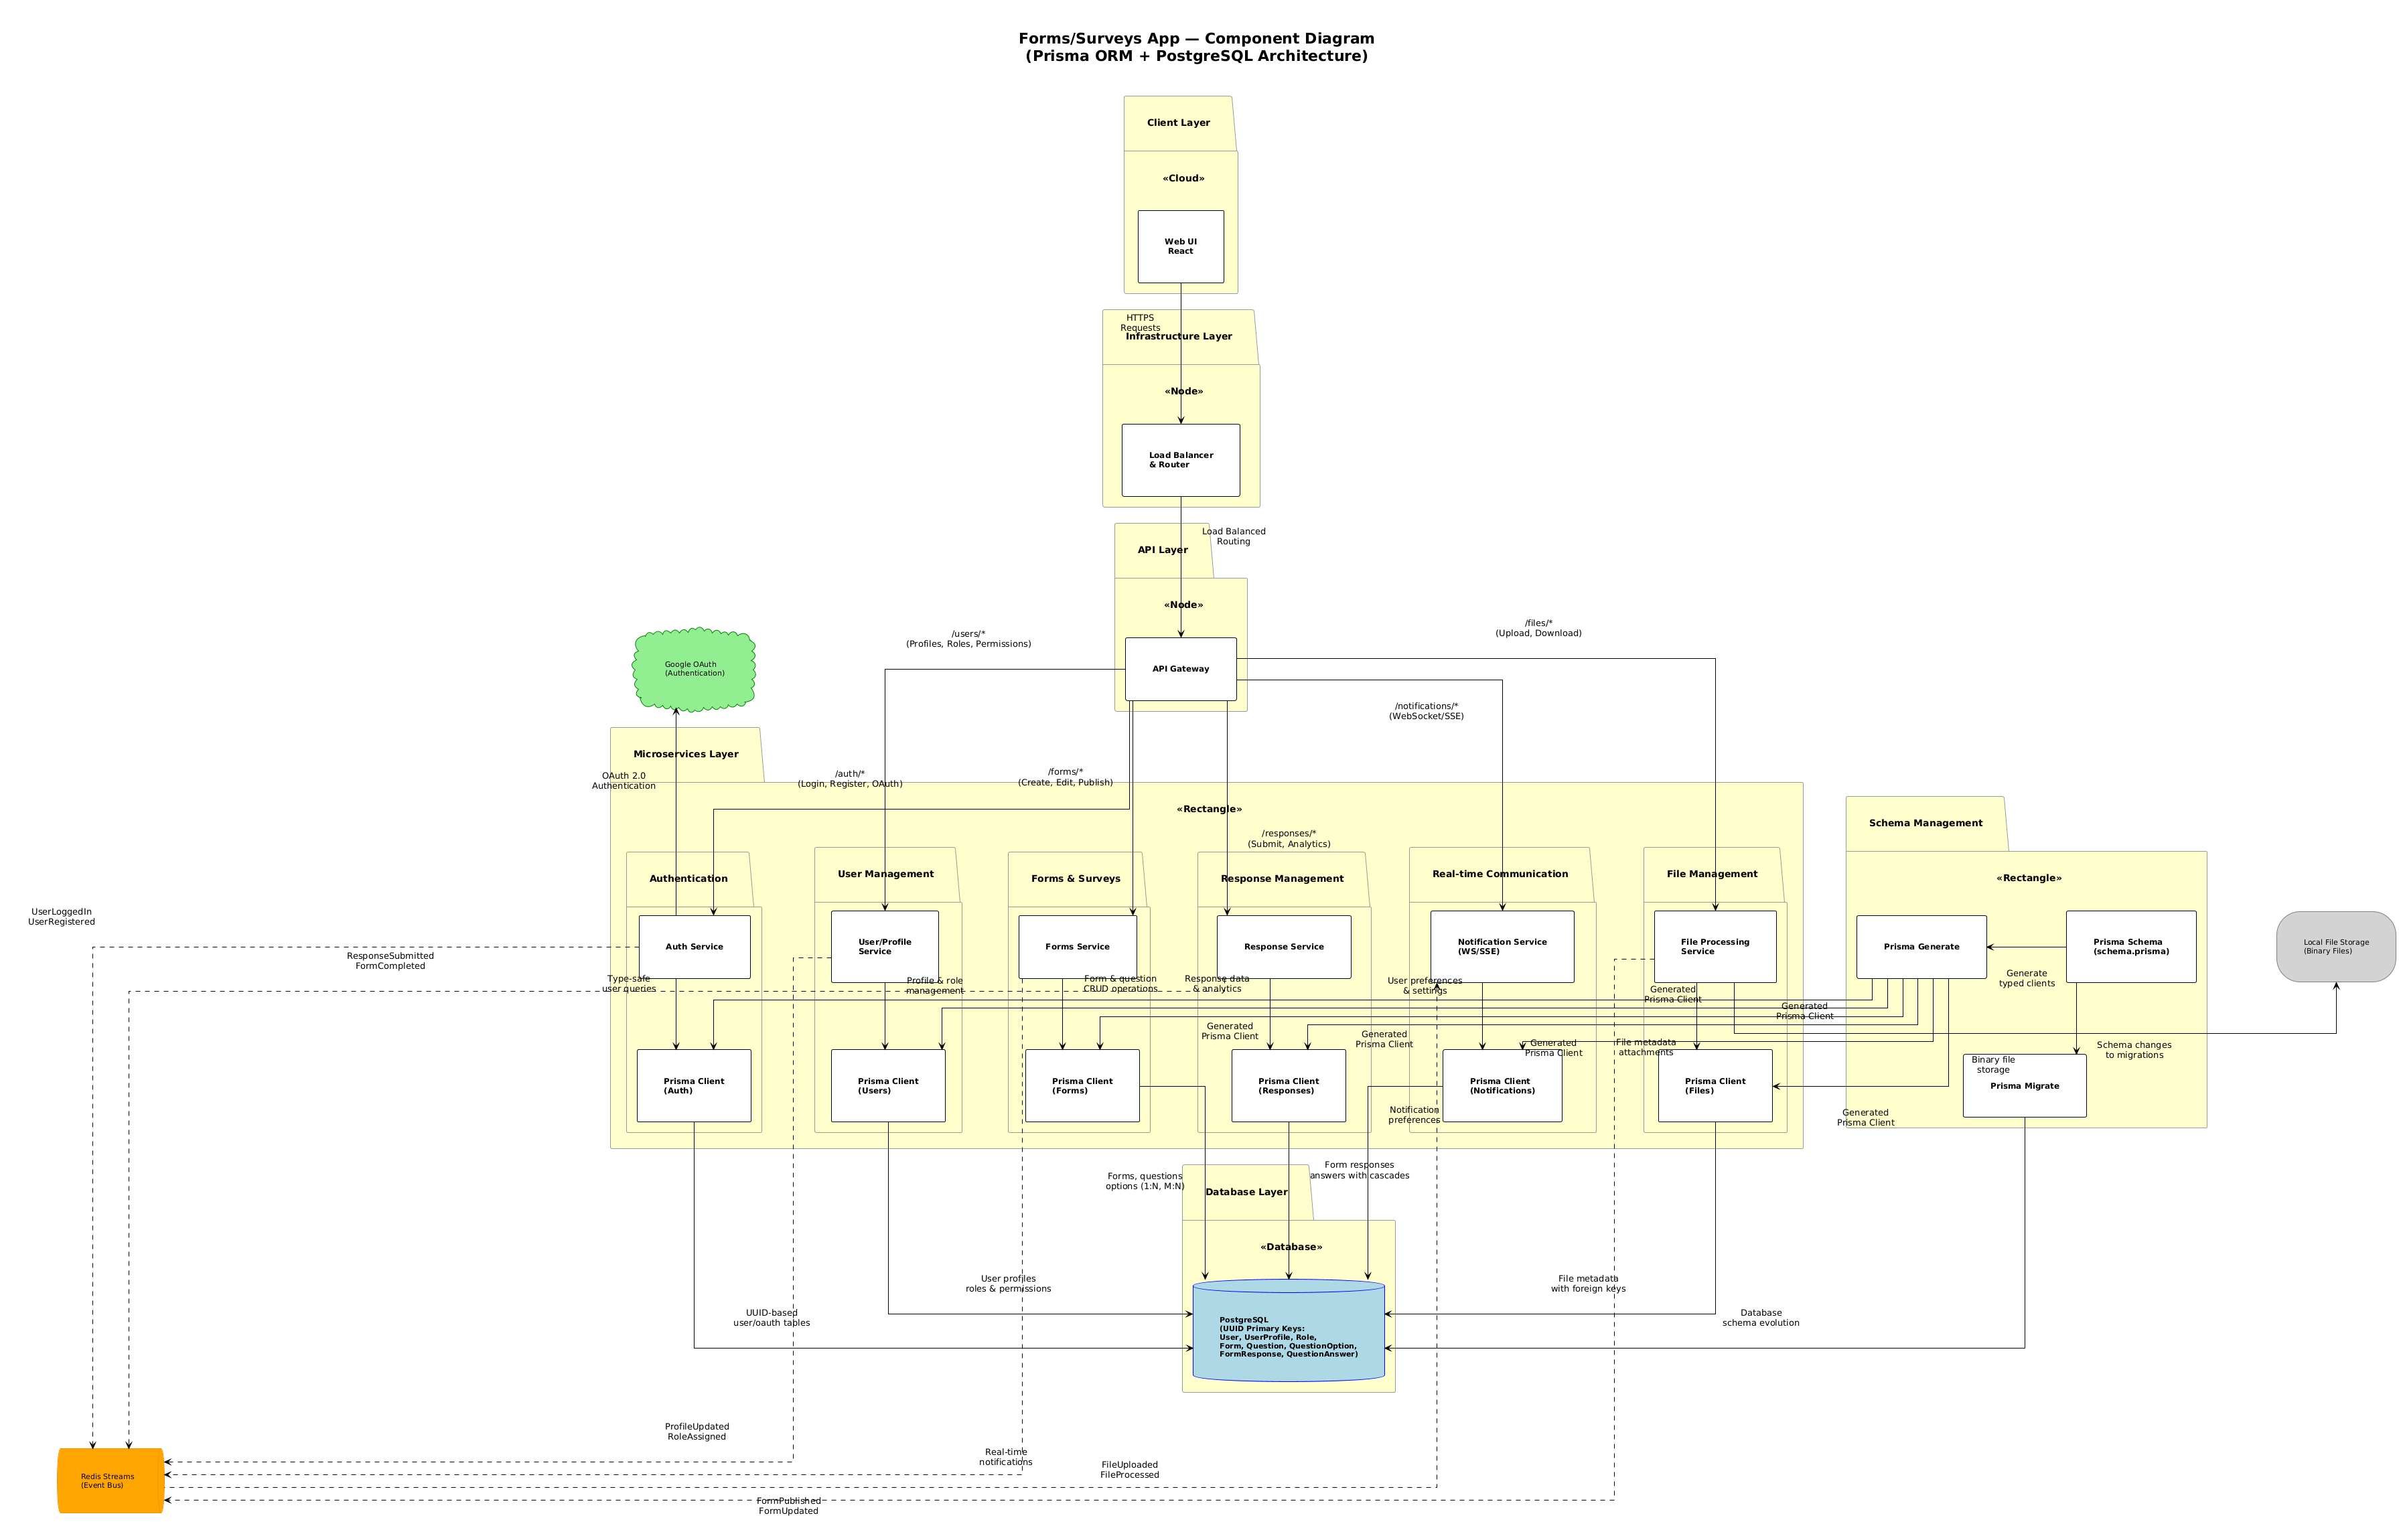 Forms/Surveys App — Component Diagram
(Prisma ORM + PostgreSQL Architecture)
Client Layer
«Cloud»
Web UI
React
HTTPS
Requests
Infrastructure Layer
«Node»
Load Balancer
& Router
Load Balanced
Routing
API Layer
«Node»
API Gateway
/users/*
(Profiles, Roles, Permissions)
/files/*
(Upload, Download)
/notifications/*
(WebSocket/SSE)
Google OAuth
(Authentication)
OAuth 2.0
Authentication
Microservices Layer
/auth/*
(Login, Register, OAuth)
/forms/*
(Create, Edit, Publish)
«Rectangle»
/responses/*
(Submit, Analytics)
Authentication
User Management
Forms & Surveys
Response Management
Real-time Communication
File Management
Schema Management
«Rectangle»
Auth Service
User/Profile
Service
Forms Service
Response Service
Notification Service
(WS/SSE)
File Processing
Service
Prisma Generate
Prisma Schema
(schema.prisma)
Local File Storage
(Binary Files)
UserLoggedIn
UserRegistered
ResponseSubmitted
FormCompleted
Type-safe
user queries
Profile & role
management
Form & question
CRUD operations
Response data
& analytics
User preferences
& settings
Generated
Prisma Client
Generate
typed clients
Generated
Prisma Client
Generated
Prisma Client
Generated
Prisma Client
Generated
Prisma Client
File metadata
attachments
Schema changes
to migrations
Binary file
storage
Prisma Client
(Auth)
Prisma Client
(Users)
Prisma Client
(Forms)
Prisma Client
(Responses)
Prisma Client
(Notifications)
Prisma Client
(Files)
Prisma Migrate
Notification
preferences
Generated
Prisma Client
Forms, questions
options (1:N, M:N)
Form responses
answers with cascades
Database Layer
«Database»
User profiles
roles & permissions
File metadata
with foreign keys
UUID-based
user/oauth tables
Database
schema evolution
PostgreSQL
(UUID Primary Keys:
User, UserProfile, Role,
Form, Question, QuestionOption,
FormResponse, QuestionAnswer)
ProfileUpdated
RoleAssigned
Real-time
notifications
FileUploaded
FileProcessed
Redis Streams
(Event Bus)
FormPublished
FormUpdated